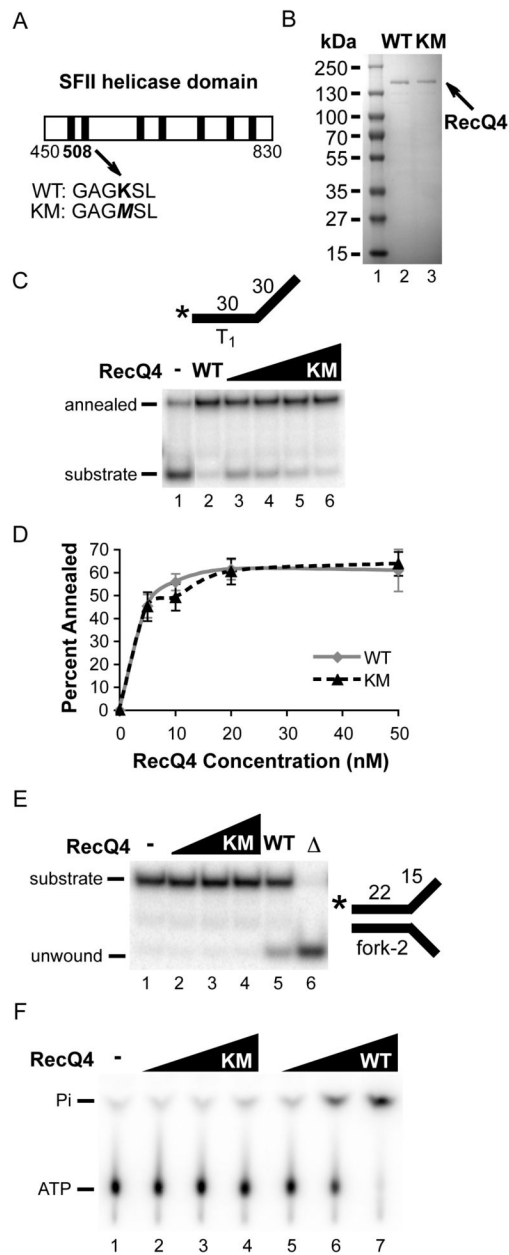 A
SFII helicase domain
450 508 830
WT: GAGKSL
KM: GAGMSL
B
kDa WT KM
250
130
100
70
55
35
27
15
RecQ4
1 2 3
C
30
30
*
T1
RecQ4 - WT KM
annealed
substrate
1 2 3 4 5 6
D
Percent Annealed
70
60
50
40
30
20
10
0
WT
KM
0 10 20 30 40 50
RecQ4 Concentration (nM)
E
RecQ4 - KM WT Δ
substrate
unwound
15
* 22
fork-2
1 2 3 4 5 6
F
RecQ4 - KM WT
Pi
ATP
1 2 3 4 5 6 7